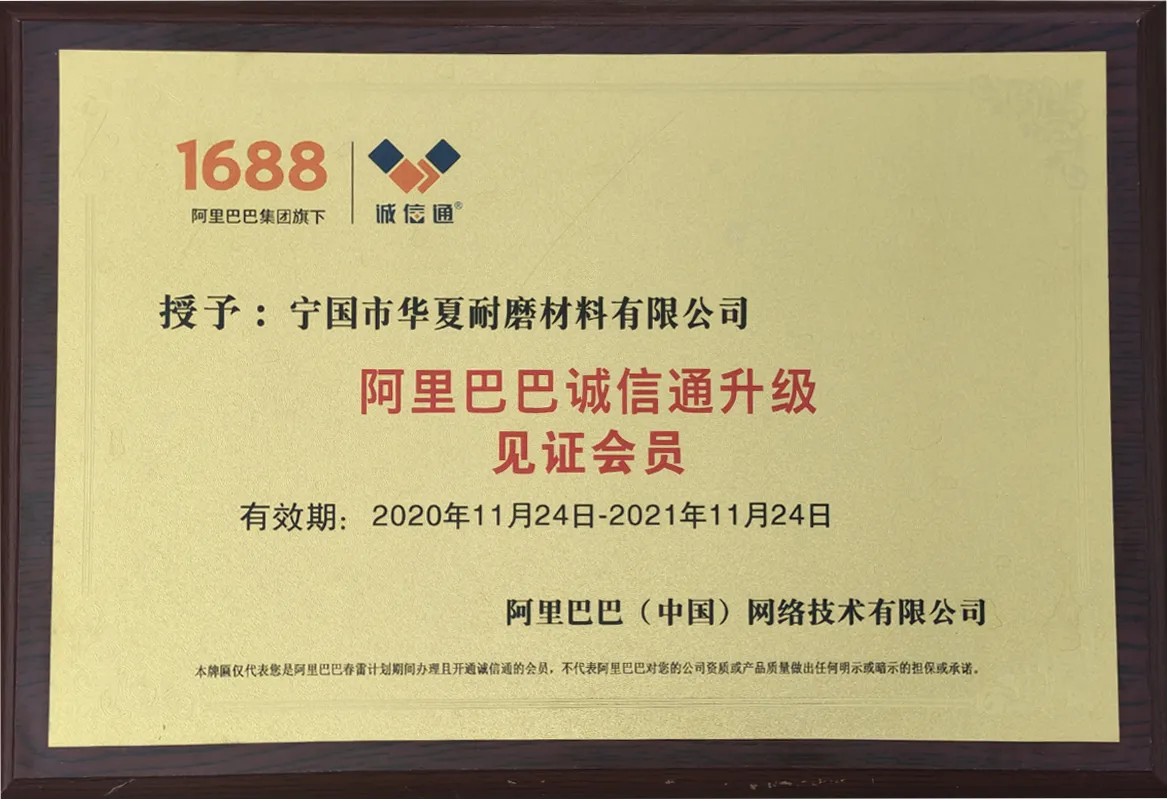 1688
阿里巴巴集团旗下
诚信通®
授予：宁国市华夏耐磨材料有限公司
阿里巴巴诚信通升级
见证会员
有效期：2020年11月24日-2021年11月24日
阿里巴巴（中国）网络技术有限公司
本牌匾仅代表您是阿里巴巴春雷计划期间办理且开通诚信通的会员，不代表阿里巴巴对您的公司资质或产品质量做出任何明示或暗示的担保或承诺。